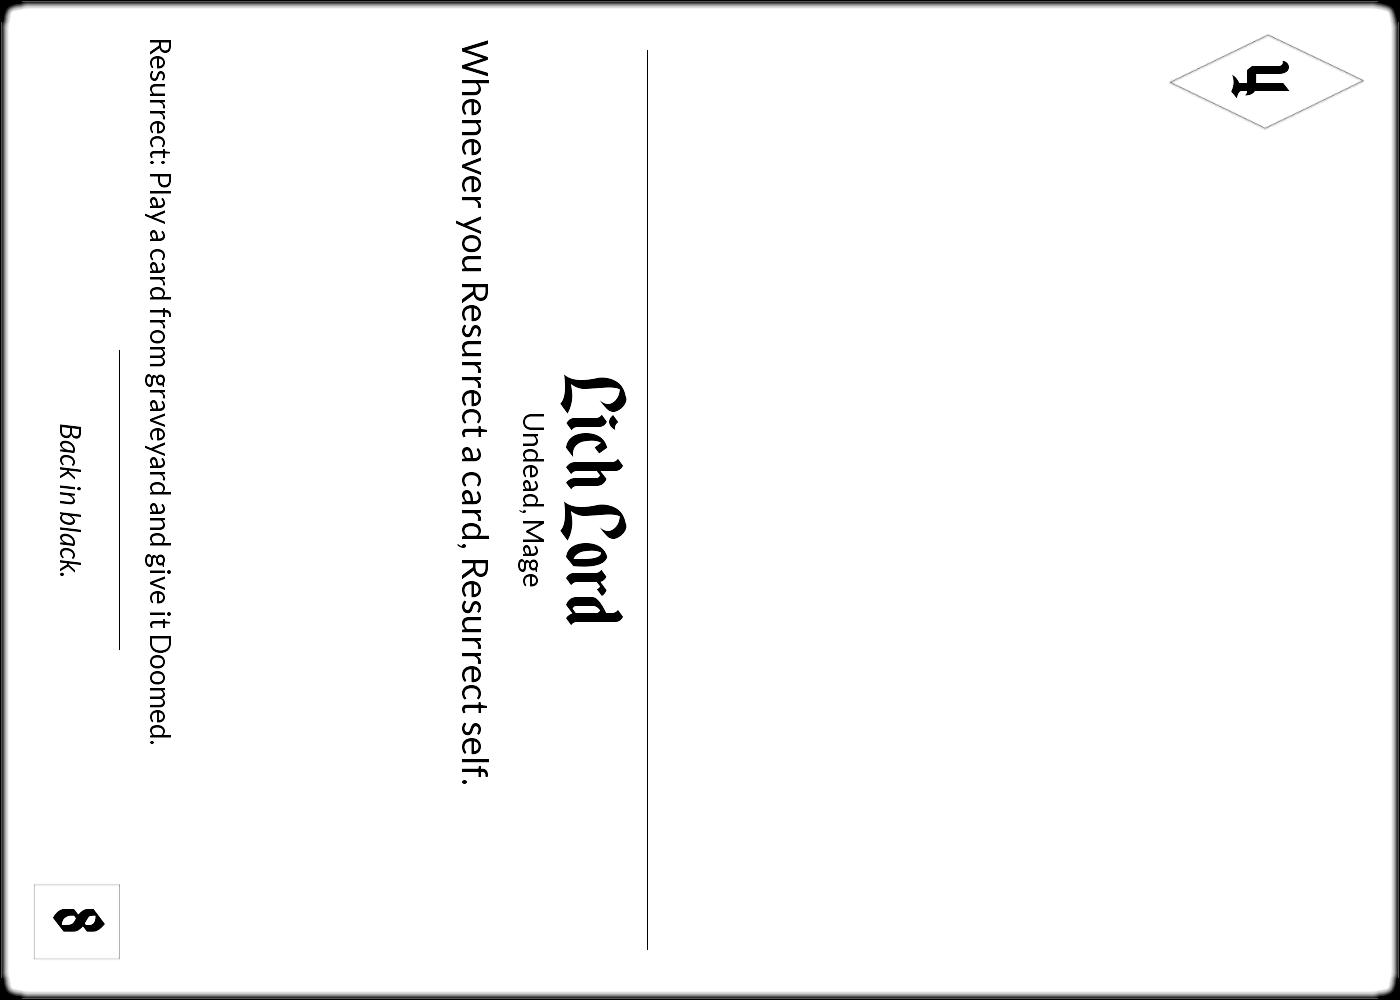 4
Lich Lord
Undead, Mage
Whenever you Resurrect a card, Resurrect self.
Resurrect: Play a card from graveyard and give it Doomed.
Back in black.
8